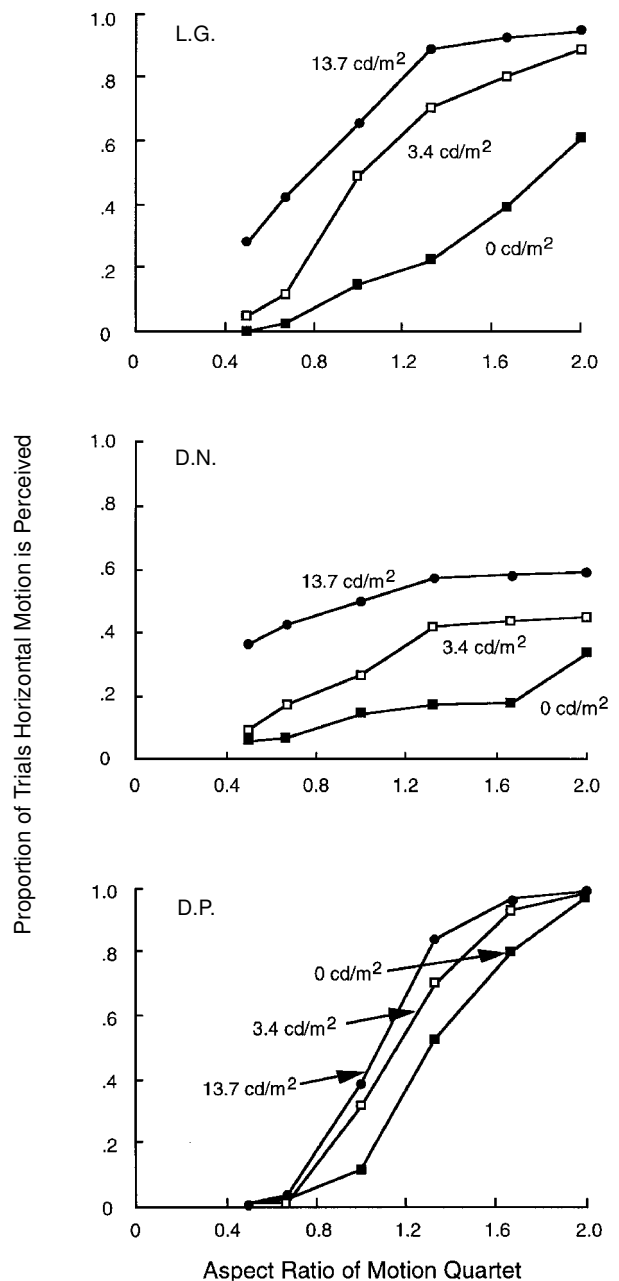 Proportion of Trials Horizontal Motion is Perceived
L.G.
1.0
.8
.6
.4
.2
0
13.7 cd/m²
3.4 cd/m²
0 cd/m²
0 0.4 0.8 1.2 1.6 2.0
D.N.
1.0
.8
.6
.4
.2
0
13.7 cd/m²
3.4 cd/m²
0 cd/m²
0 0.4 0.8 1.2 1.6 2.0
D.P.
1.0
.8
.6
.4
.2
0
0 cd/m²
3.4 cd/m²
13.7 cd/m²
0 0.4 0.8 1.2 1.6 2.0
Aspect Ratio of Motion Quartet